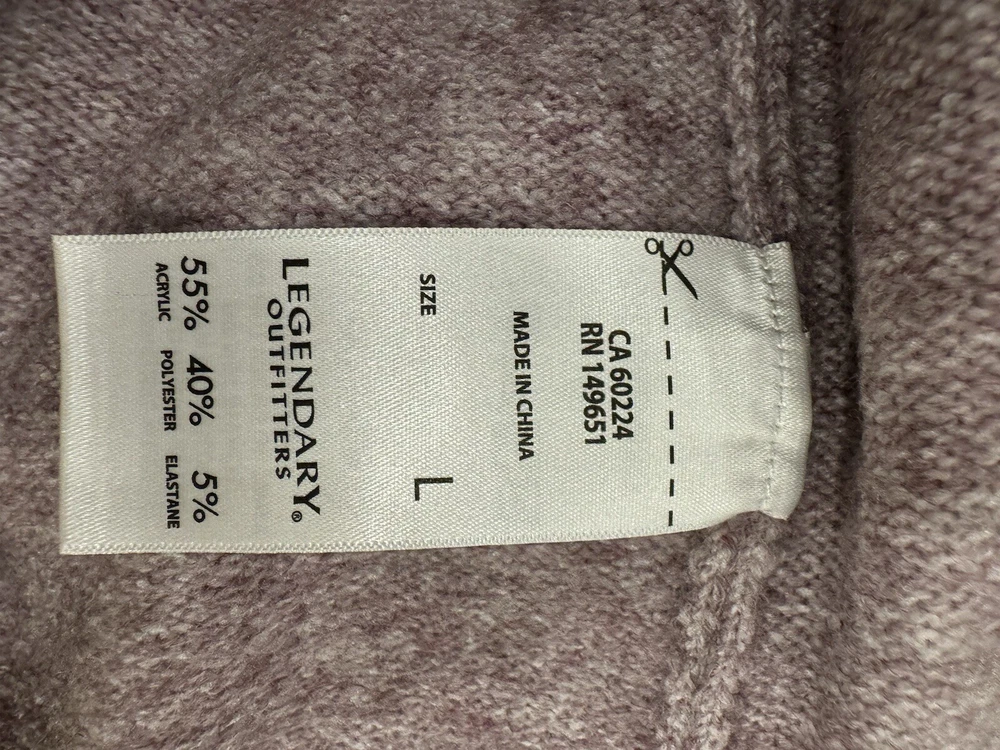 CA 60224
RN 149651
MADE IN CHINA
SIZE L
LEGENDARY®
OUTFITTERS
55% 40% 5%
ACRYLIC POLYESTER ELASTANE